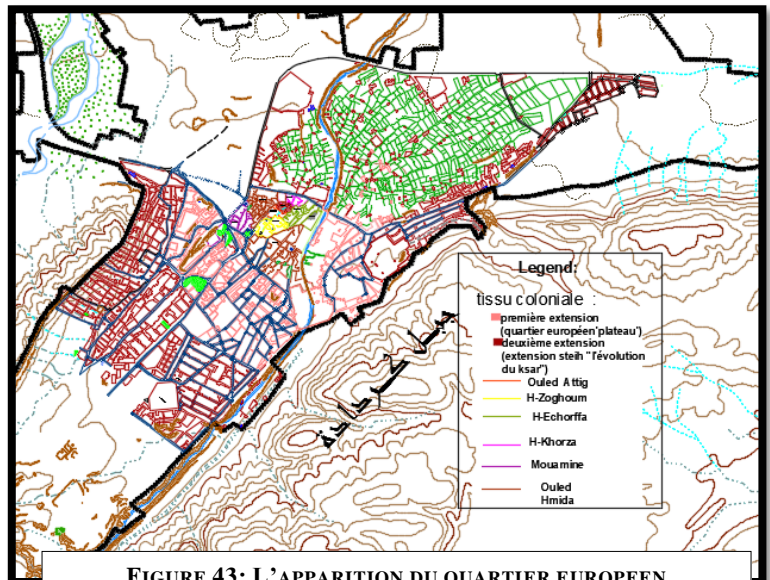 Legend:
tissu coloniale :
première extension
(quartier européen'plateau')
deuxième extension
(extension steih "l'évolution
du ksar")
Ouled Attig
H-Zoghoum
H-Echorffa
H-Khorza
Mouamine
Ouled
Hmida
FIGURE 43: L'APPARITION DU QUARTIER EUROPEEN